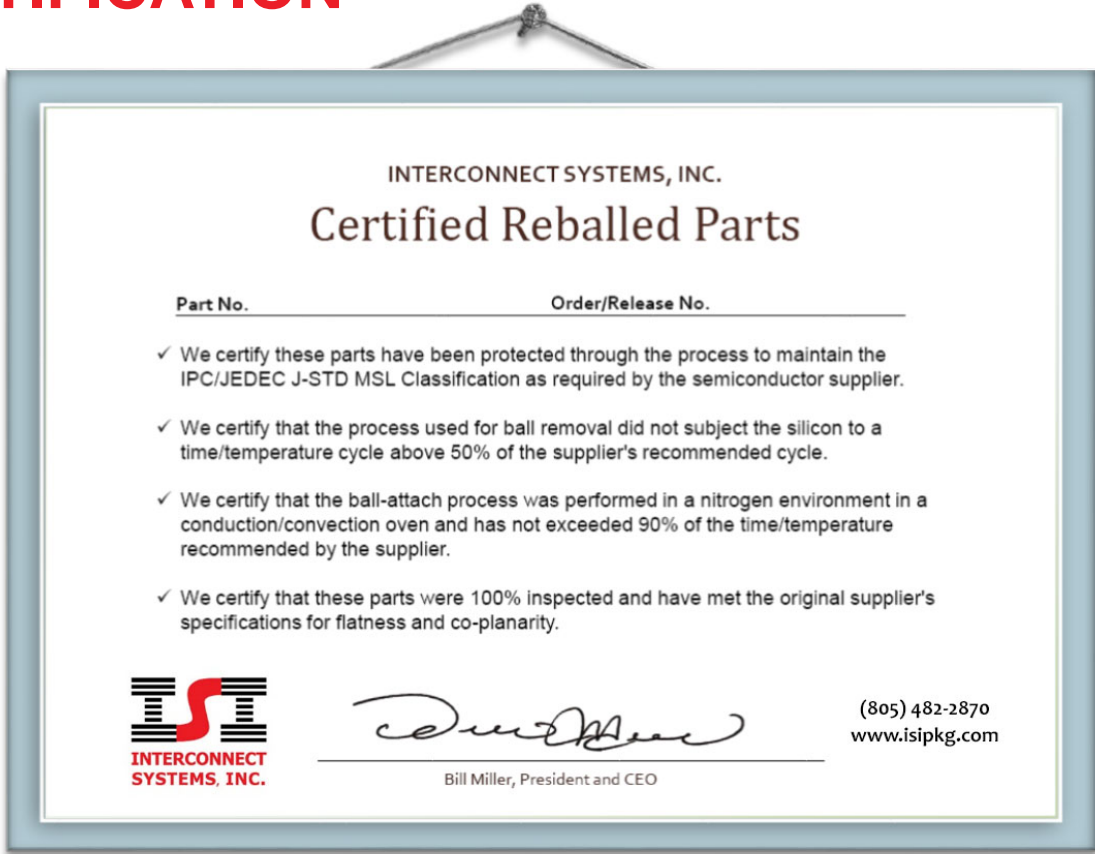 INTERCONNECT SYSTEMS, INC.
Certified Reballed Parts
Part No. Order/Release No.
✓ We certify these parts have been protected through the process to maintain the
IPC/JEDEC J-STD MSL Classification as required by the semiconductor supplier.
✓ We certify that the process used for ball removal did not subject the silicon to a
time/temperature cycle above 50% of the supplier's recommended cycle.
✓ We certify that the ball-attach process was performed in a nitrogen environment in a
conduction/convection oven and has not exceeded 90% of the time/temperature
recommended by the supplier.
✓ We certify that these parts were 100% inspected and have met the original supplier's
specifications for flatness and co-planarity.
ISI
INTERCONNECT
SYSTEMS, INC.
Bill Miller, President and CEO
(805) 482-2870
www.isipkg.com